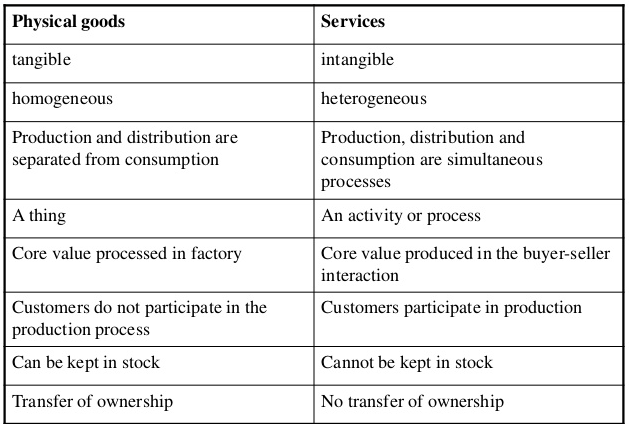 Physical goods
Services
tangible
intangible
homogeneous
heterogeneous
Production and distribution are
separated from consumption
Production, distribution and
consumption are simultaneous
processes
A thing
An activity or process
Core value processed in factory
Core value produced in the buyer-seller
interaction
Customers do not participate in the
production process
Customers participate in production
Can be kept in stock
Cannot be kept in stock
Transfer of ownership
No transfer of ownership